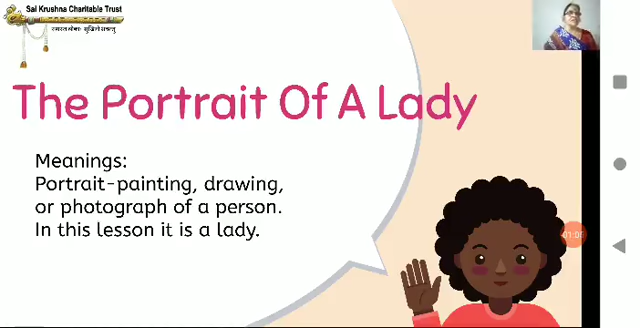 Sai Krushna Charitable Trust
The Portrait Of A Lady
Meanings:
Portrait-painting, drawing,
or photograph of a person.
In this lesson it is a lady.